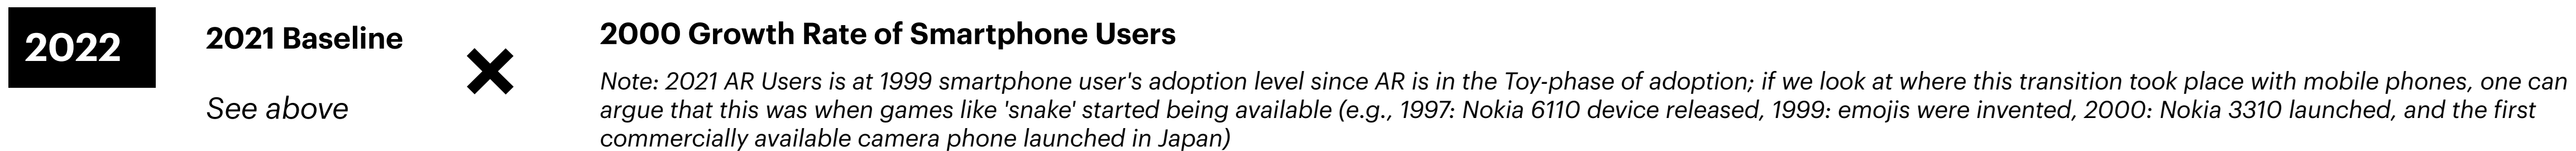 2022
2021 Baseline
See above
×
2000 Growth Rate of Smartphone Users
Note: 2021 AR Users is at 1999 smartphone user's adoption level since AR is in the Toy-phase of adoption; if we look at where this transition took place with mobile phones, one can
argue that this was when games like 'snake' started being available (e.g., 1997: Nokia 6110 device released, 1999: emojis were invented, 2000: Nokia 3310 launched, and the first
commercially available camera phone launched in Japan)